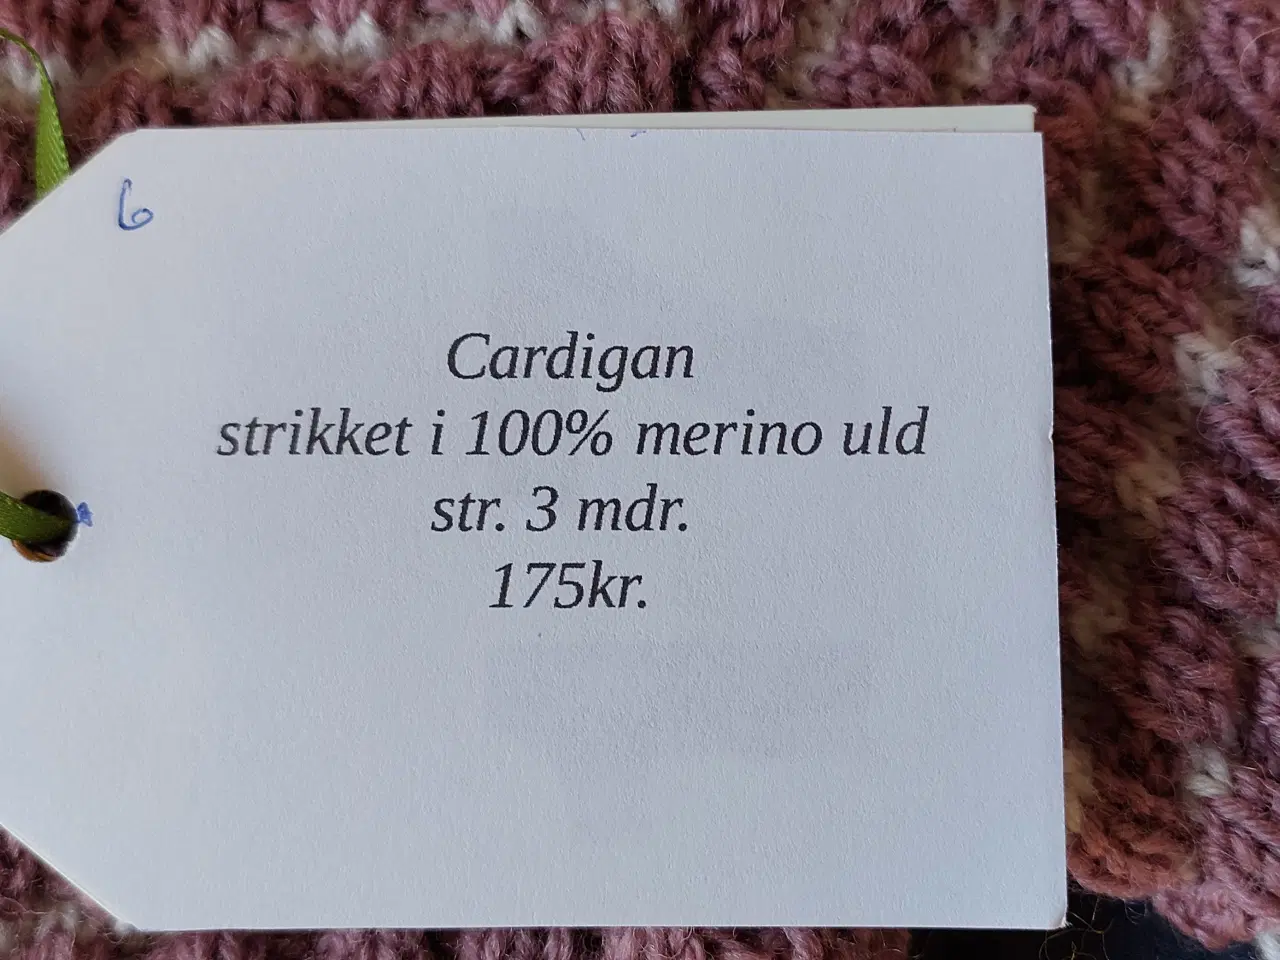 6
Cardigan
strikket i 100% merino uld
str. 3 mdr.
175kr.